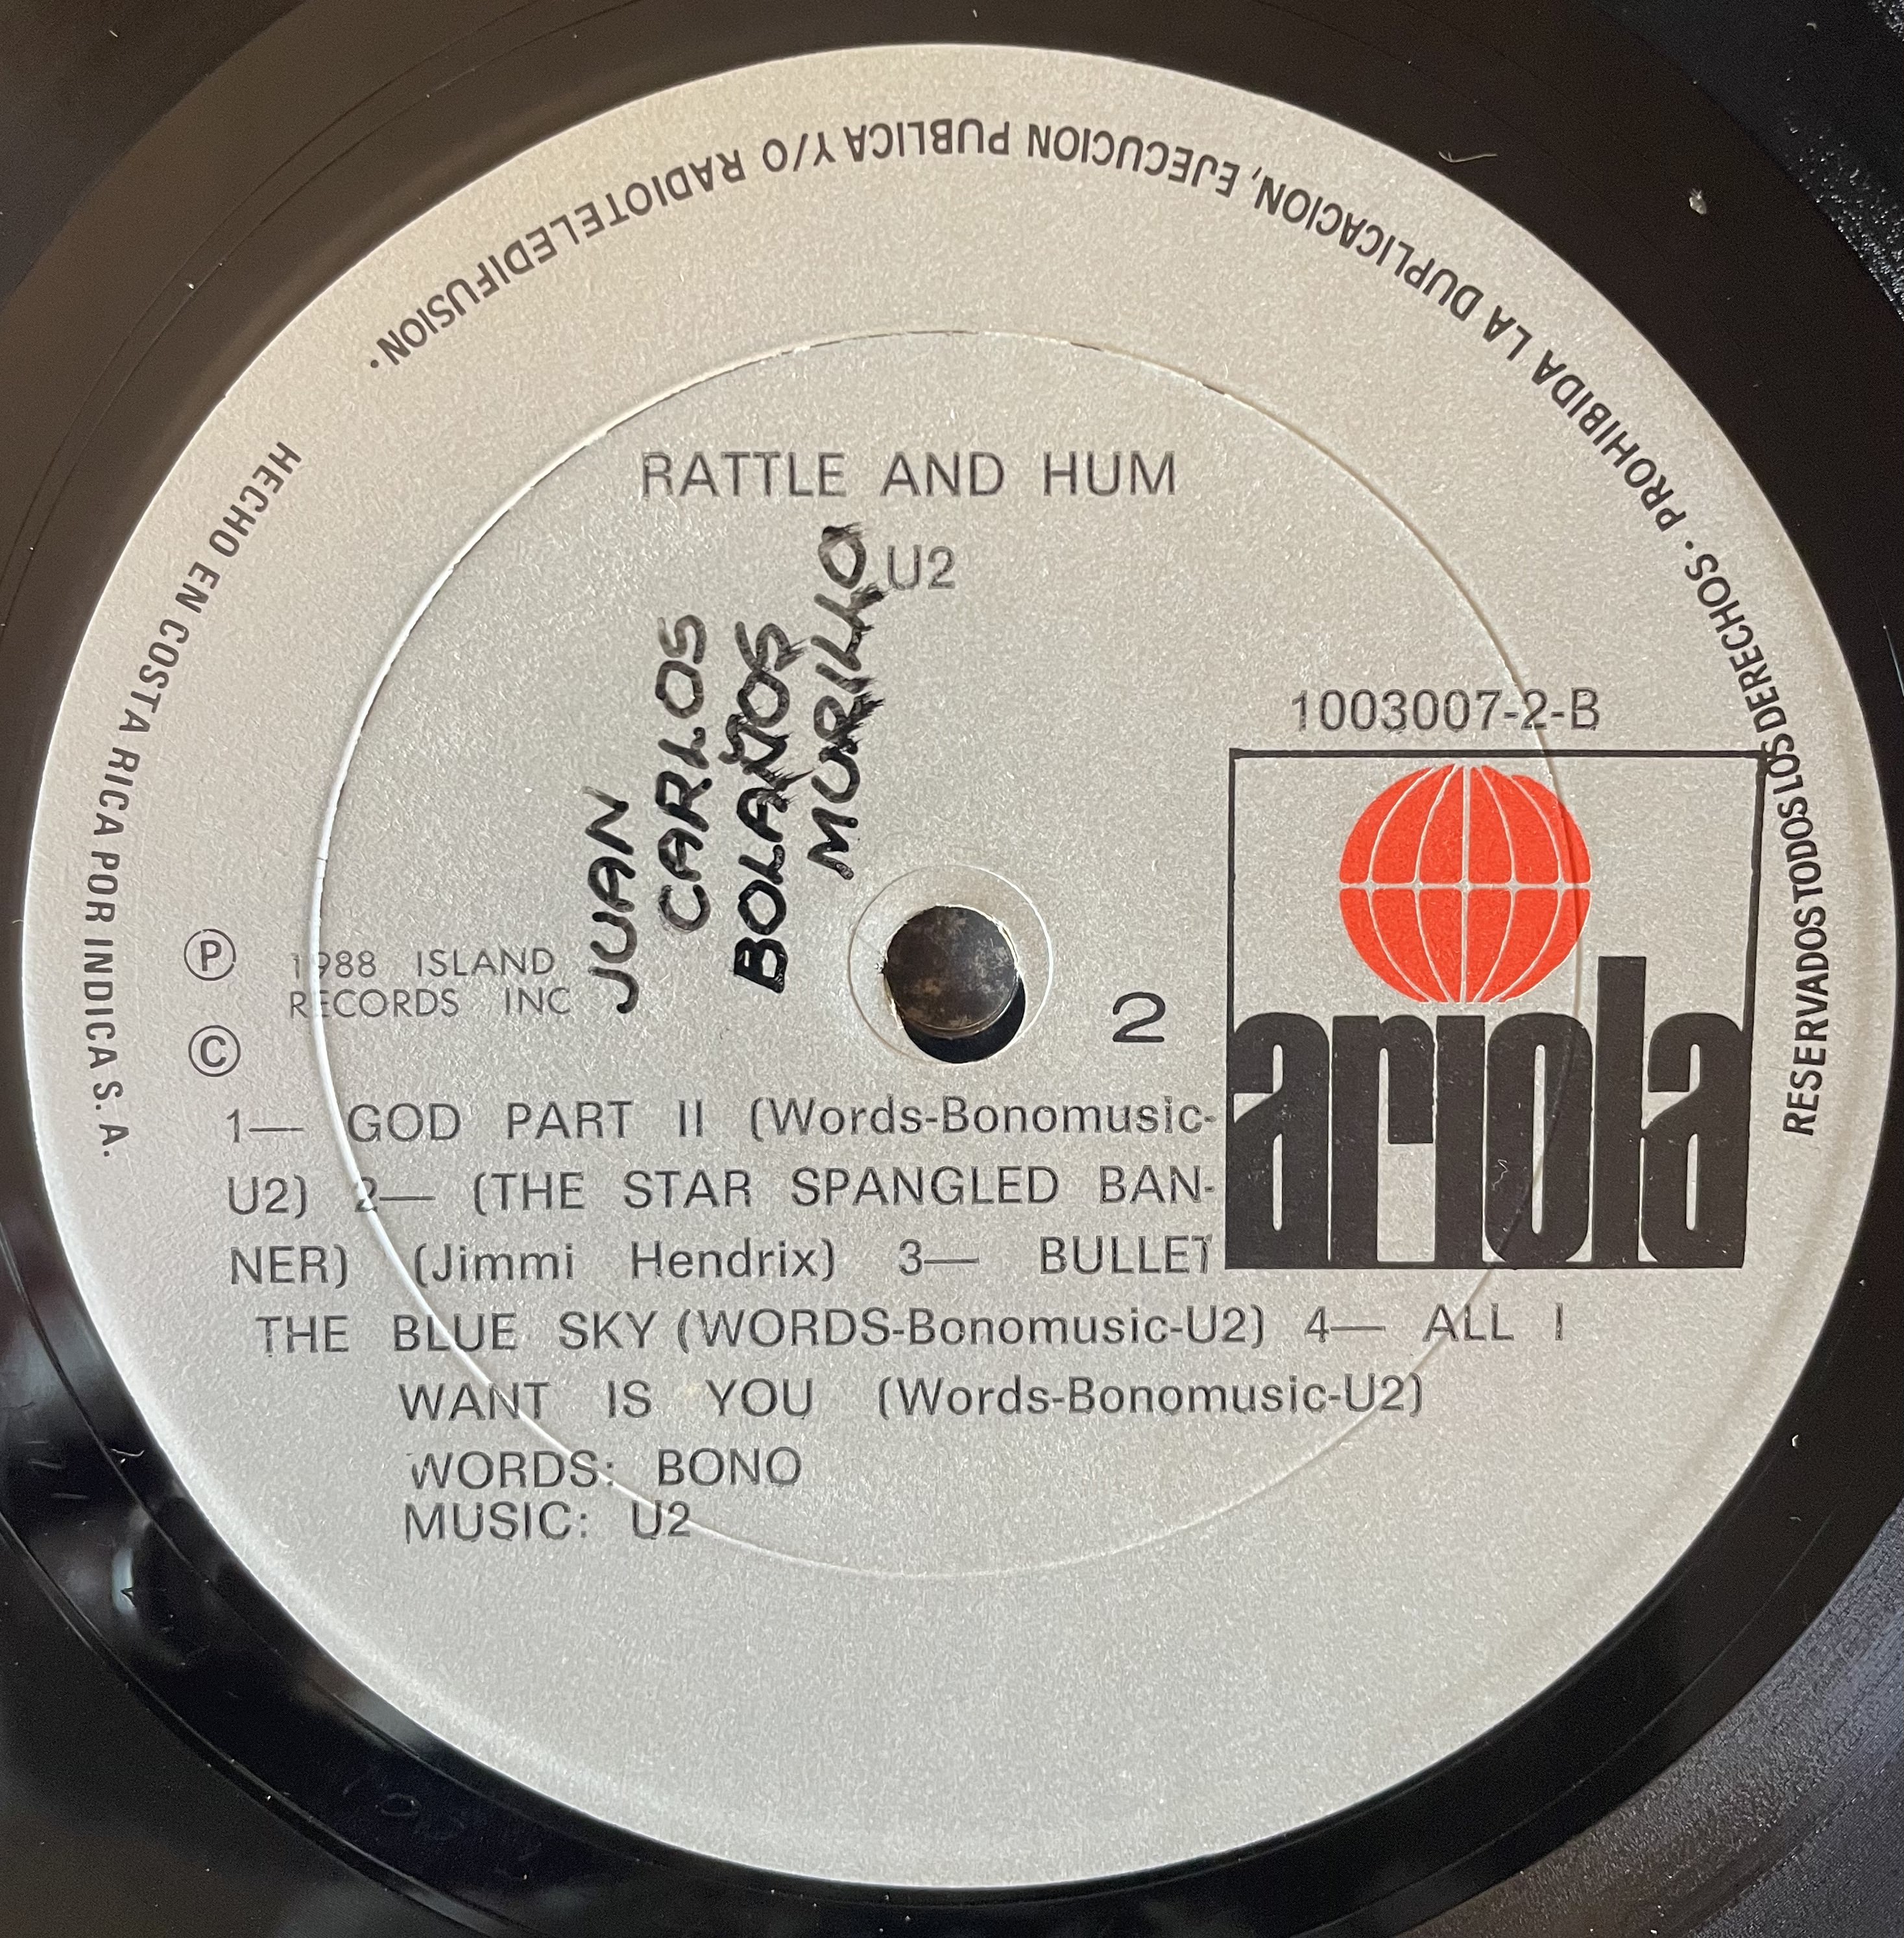 RESERVADOS TODOS LOS DERECHOS · PROHIBIDA LA DUPLICACION, EJECUCION PUBLICA Y/O RADIOTELEDIFUSION ·
HECHO EN COSTA RICA POR INDICA S. A.
RATTLE AND HUM
U2
JUAN
CARLOS
BOLAÑOS
MURILLO
1003007-2-B
ariola
Ⓟ 1988 ISLAND
RECORDS INC
Ⓒ
2
1— GOD PART II (Words-Bonomusic-
U2) 2— (THE STAR SPANGLED BAN-
NER) (Jimmi Hendrix) 3— BULLET
THE BLUE SKY (WORDS-Bonomusic-U2) 4— ALL I
WANT IS YOU (Words-Bonomusic-U2)
WORDS: BONO
MUSIC: U2